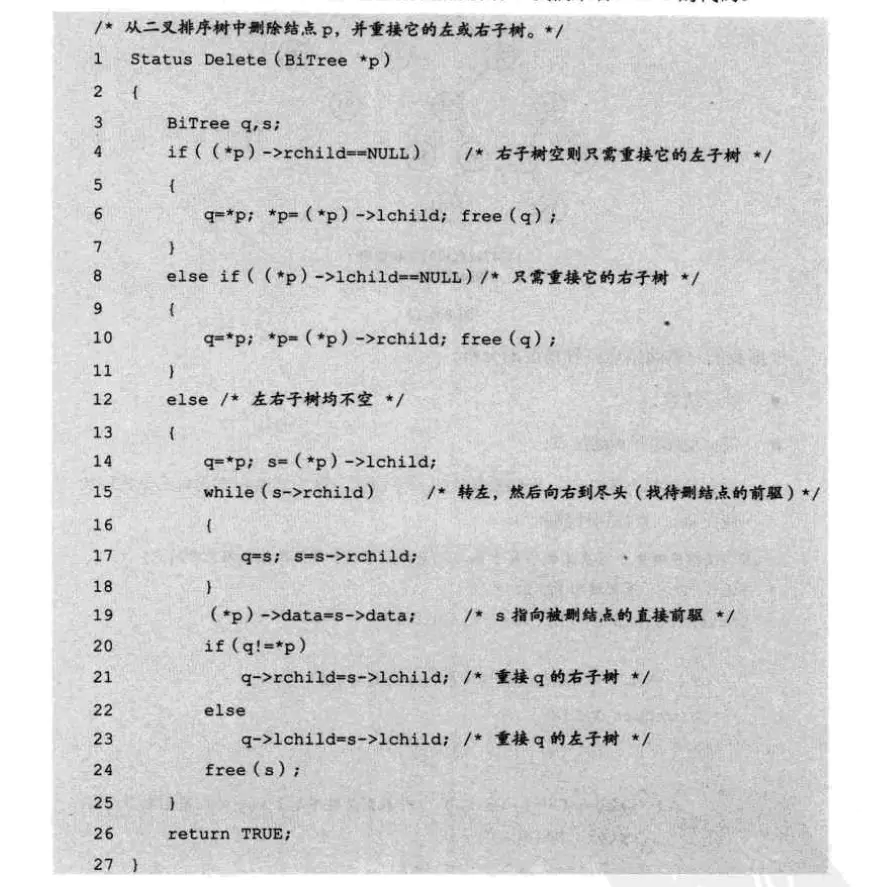 /* 从二叉排序树中删除结点 p，并重接它的左或右子树。*/
1 Status Delete(BiTree *p)
2 {
3 BiTree q,s;
4 if((*p)->rchild==NULL) /* 右子树空则只需重接它的左子树 */
5 {
6 q=*p; *p=(*p)->lchild; free(q);
7 }
8 else if((*p)->lchild==NULL)/* 只需重接它的右子树 */
9 {
10 q=*p; *p=(*p)->rchild; free(q);
11 }
12 else /* 左右子树均不空 */
13 {
14 q=*p; s=(*p)->lchild;
15 while(s->rchild) /* 转左，然后向右到尽头（找待删结点的前驱）*/
16 {
17 q=s; s=s->rchild;
18 }
19 (*p)->data=s->data; /* s 指向被删结点的直接前驱 */
20 if(q!=*p)
21 q->rchild=s->lchild; /* 重接 q 的右子树 */
22 else
23 q->lchild=s->lchild; /* 重接 q 的左子树 */
24 free(s);
25 }
26 return TRUE;
27 }